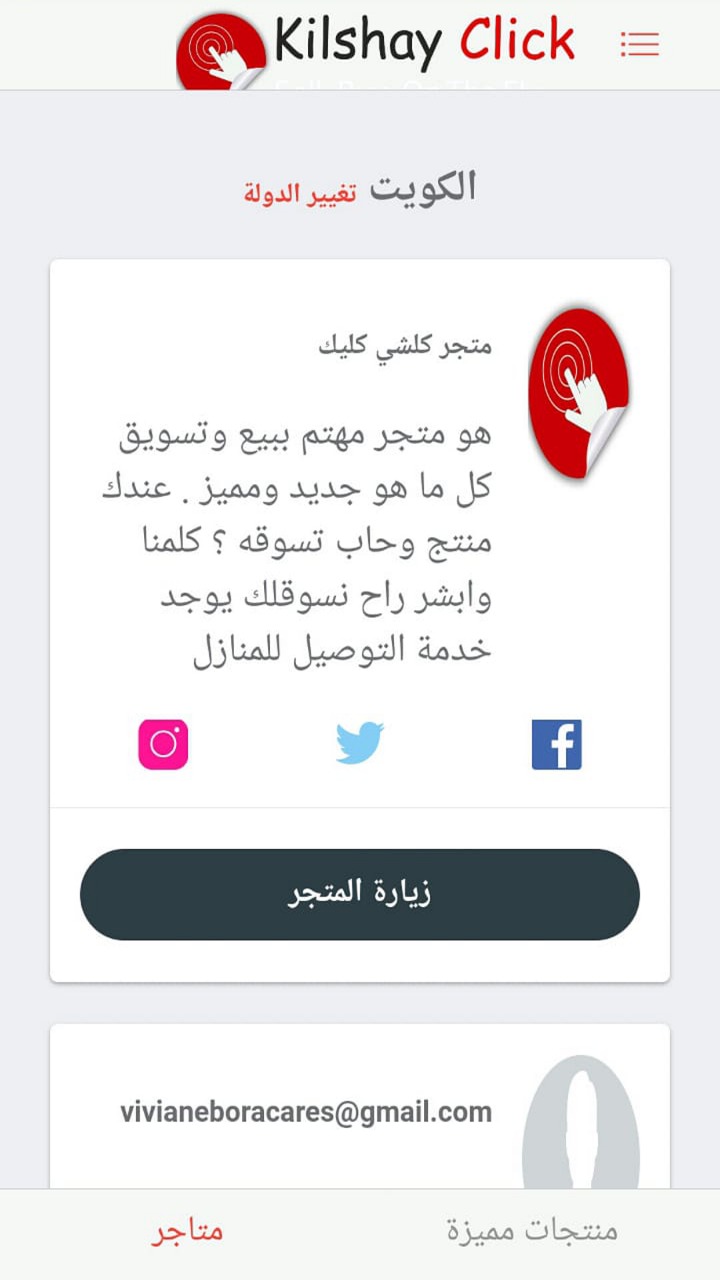 Kilshay Click
الكويت تغيير الدولة
متجر كلشي كليك
هو متجر مهتم ببيع وتسويق
كل ما هو جديد ومميز . عندك
منتج وحاب تسوقه ؟ كلمنا
وابشر راح نسوقلك يوجد
خدمة التوصيل للمنازل
زيارة المتجر
vivianeboracares@gmail.com
منتجات مميزة
متاجر